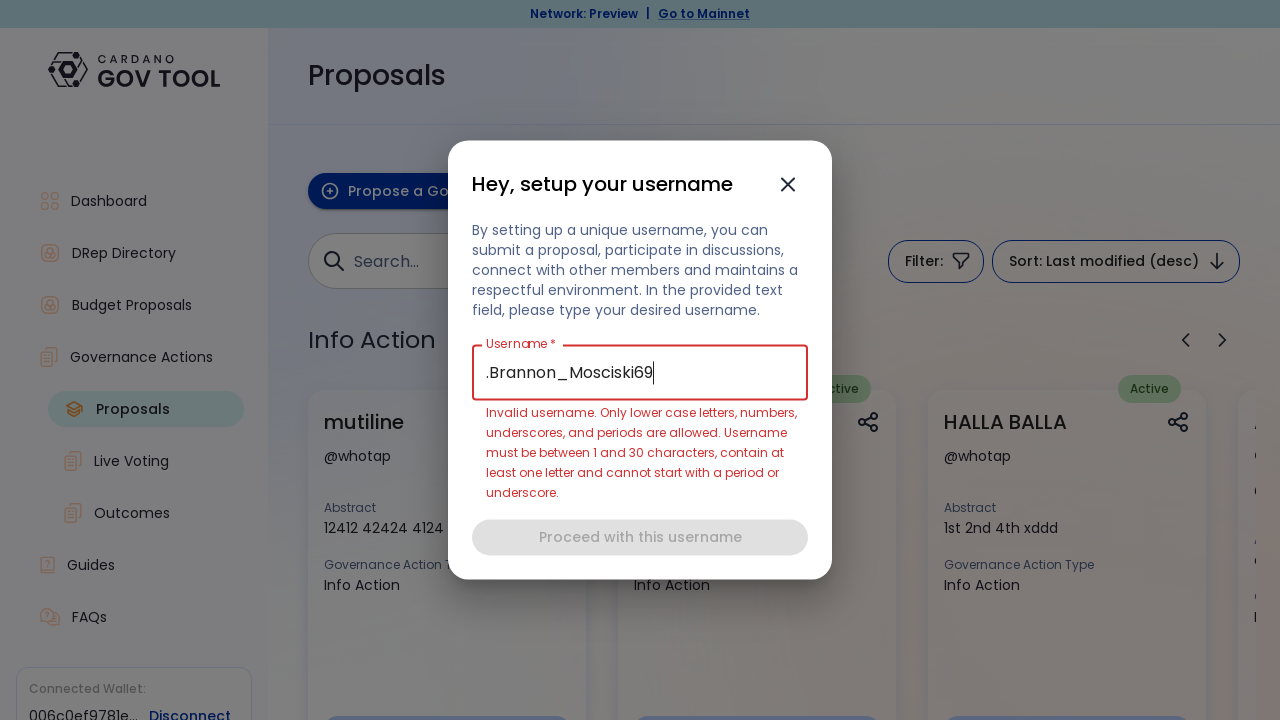 Network: Preview | Go to Mainnet
CARDANO
GOV TOOL
Proposals
Dashboard
DRep Directory
Budget Proposals
Governance Actions
Proposals
Live Voting
Outcomes
Guides
FAQs
Connected Wallet:
006c0ef9781e... Disconnect
Propose a Go
Search...
Filter:
Sort: Last modified (desc)
Info Action
mutiline
@whotap
Abstract
12412 42424 4124
Governance Action T
Info Action
Info Action
Active
HALLA BALLA
@whotap
Abstract
1st 2nd 4th xddd
Governance Action Type
Info Action
Hey, setup your username
By setting up a unique username, you can
submit a proposal, participate in discussions,
connect with other members and maintains a
respectful environment. In the provided text
field, please type your desired username.
Username *
.Brannon_Mosciski69
Invalid username. Only lower case letters, numbers,
underscores, and periods are allowed. Username
must be between 1 and 30 characters, contain at
least one letter and cannot start with a period or
underscore.
Proceed with this username